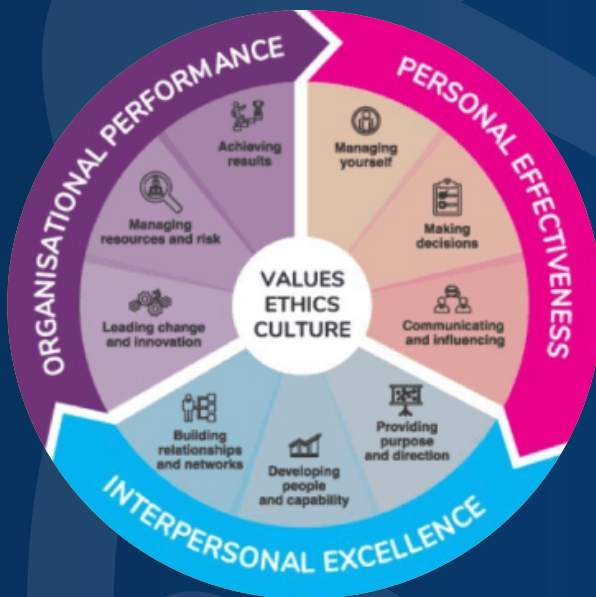 ORGANISATIONAL PERFORMANCE
PERSONAL EFFECTIVENESS
INTERPERSONAL EXCELLENCE
Achieving
results
Managing
yourself
Managing
resources and risk
Making
decisions
Leading change
and innovation
VALUES
ETHICS
CULTURE
Communicating
and influencing
Building
relationships
and networks
Developing
people
and capability
Providing
purpose
and direction